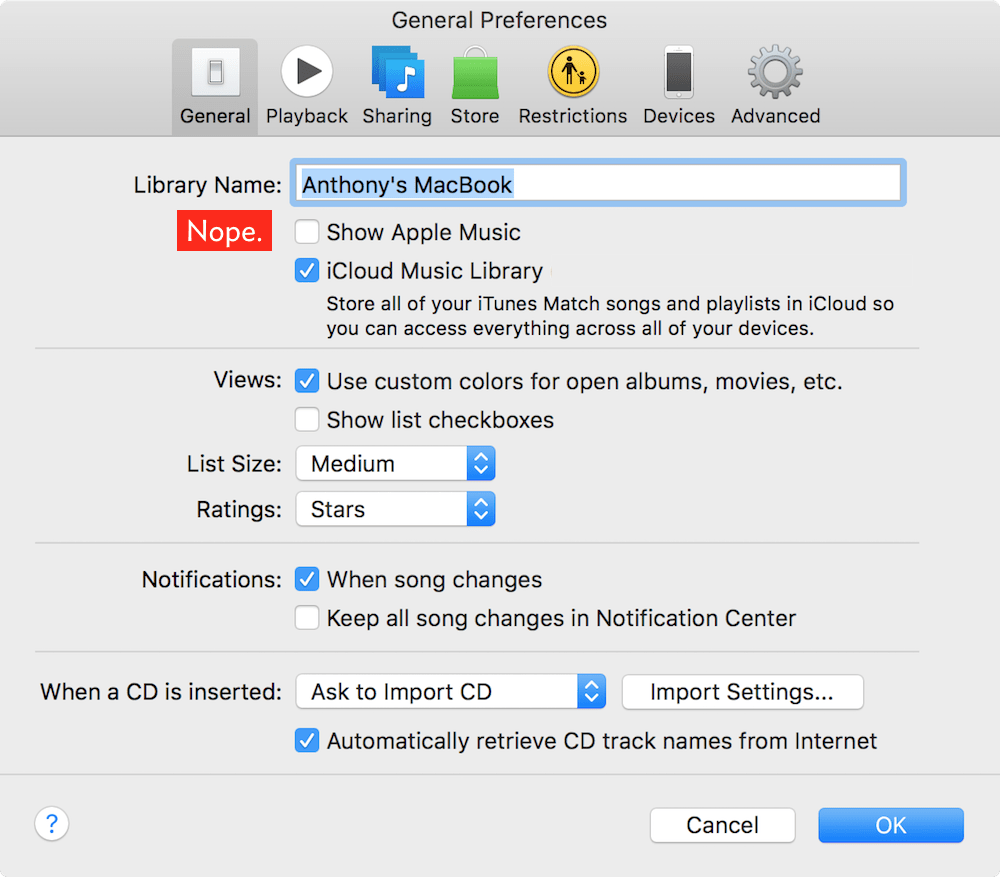 General Preferences
General Playback Sharing Store Restrictions Devices Advanced
Library Name: Anthony's MacBook
Nope. Show Apple Music
iCloud Music Library
Store all of your iTunes Match songs and playlists in iCloud so
you can access everything across all of your devices.
Views: Use custom colors for open albums, movies, etc.
Show list checkboxes
List Size: Medium
Ratings: Stars
Notifications: When song changes
Keep all song changes in Notification Center
When a CD is inserted: Ask to Import CD Import Settings...
Automatically retrieve CD track names from Internet
? Cancel OK